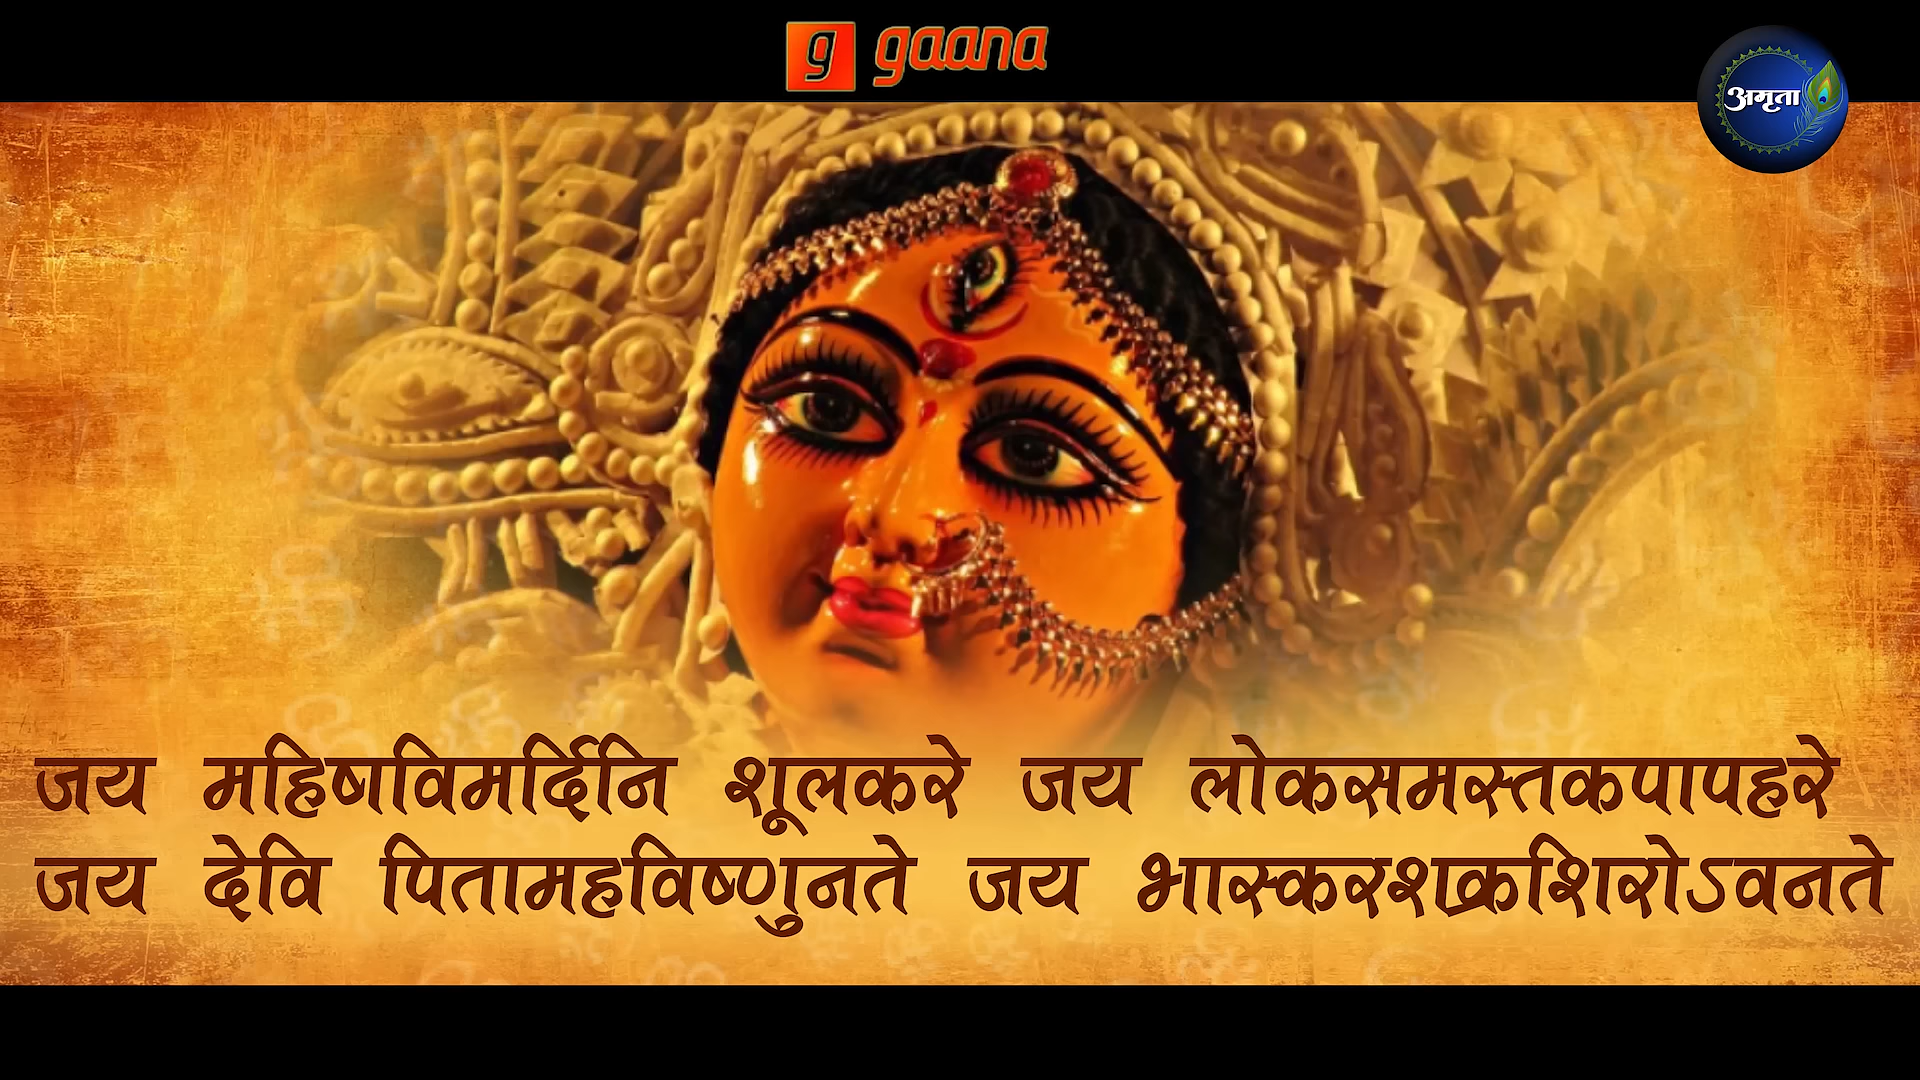 g gaana
अमृता
जय महिषविमर्दिनि शूलकरे जय लोकसमस्तकपापहरे
जय देवि पितामहविष्णुनते जय भास्करशक्रशिरोऽवनते